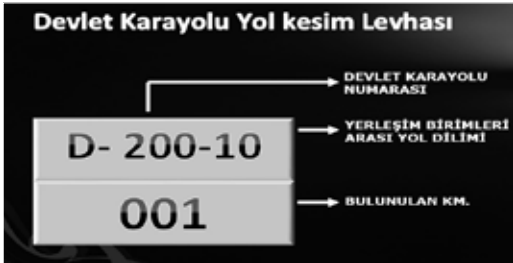 Devlet Karayolu Yol kesim Levhası
DEVLET KARAYOLU
NUMARASI
D- 200-10
YERLEŞİM BİRİMLERİ
ARASI YOL DİLİMİ
001
BULUNULAN KM.